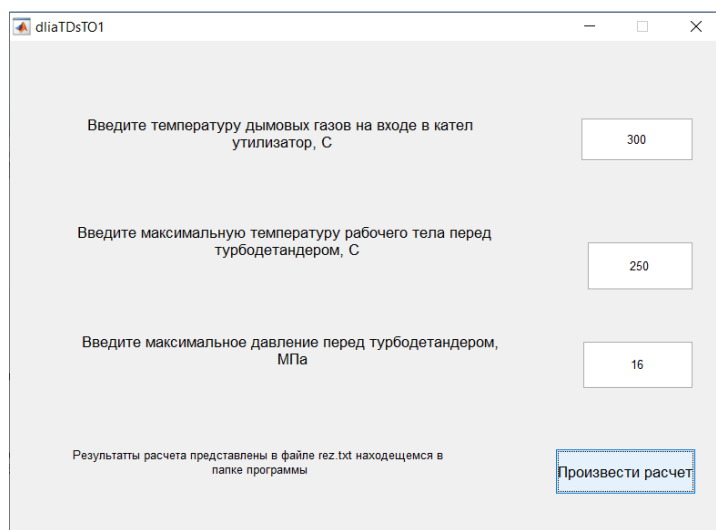 dliaTDsTO1
Введите температуру дымовых газов на входе в кател
утилизатор, С
300
Введите максимальную температуру рабочего тела перед
турбодетандером, С
250
Введите максимальное давление перед турбодетандером,
МПа
16
Результатты расчета представлены в файле rez.txt находещемся в
папке программы
Произвести расчет